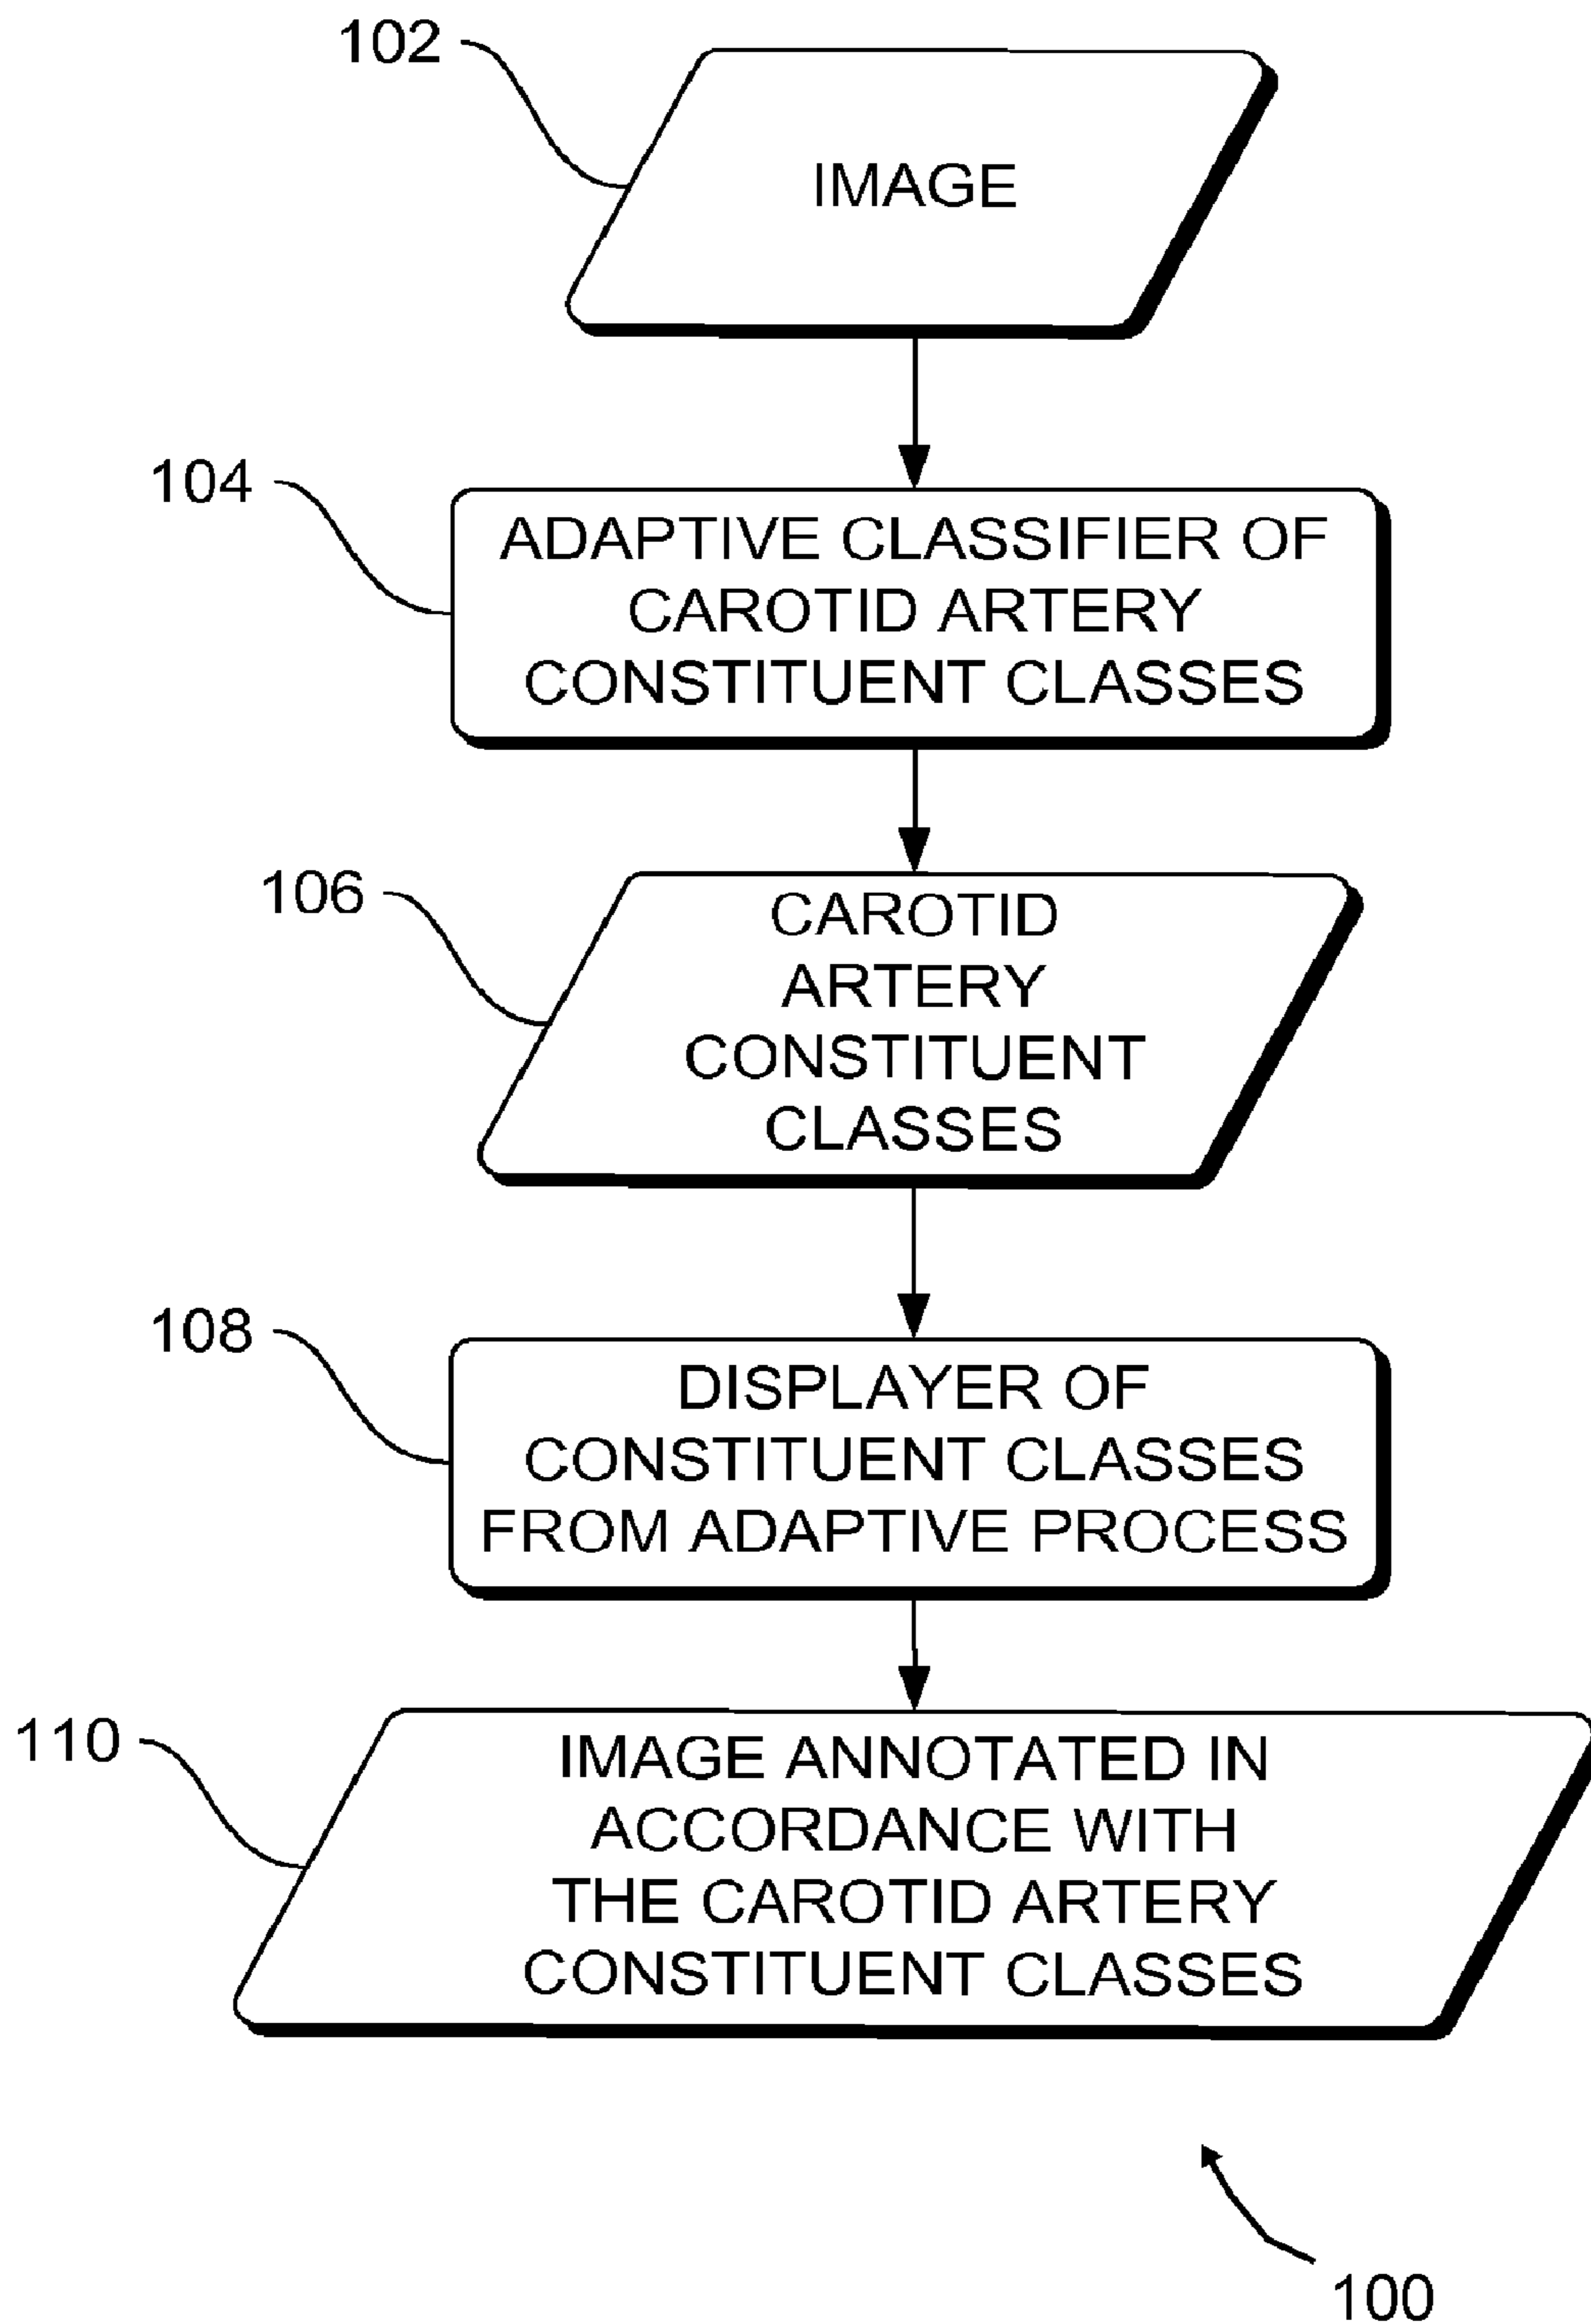 102
IMAGE
104
ADAPTIVE CLASSIFIER OF
CAROTID ARTERY
CONSTITUENT CLASSES
106
CAROTID
ARTERY
CONSTITUENT
CLASSES
108
DISPLAYER OF
CONSTITUENT CLASSES
FROM ADAPTIVE PROCESS
110
IMAGE ANNOTATED IN
ACCORDANCE WITH
THE CAROTID ARTERY
CONSTITUENT CLASSES
100